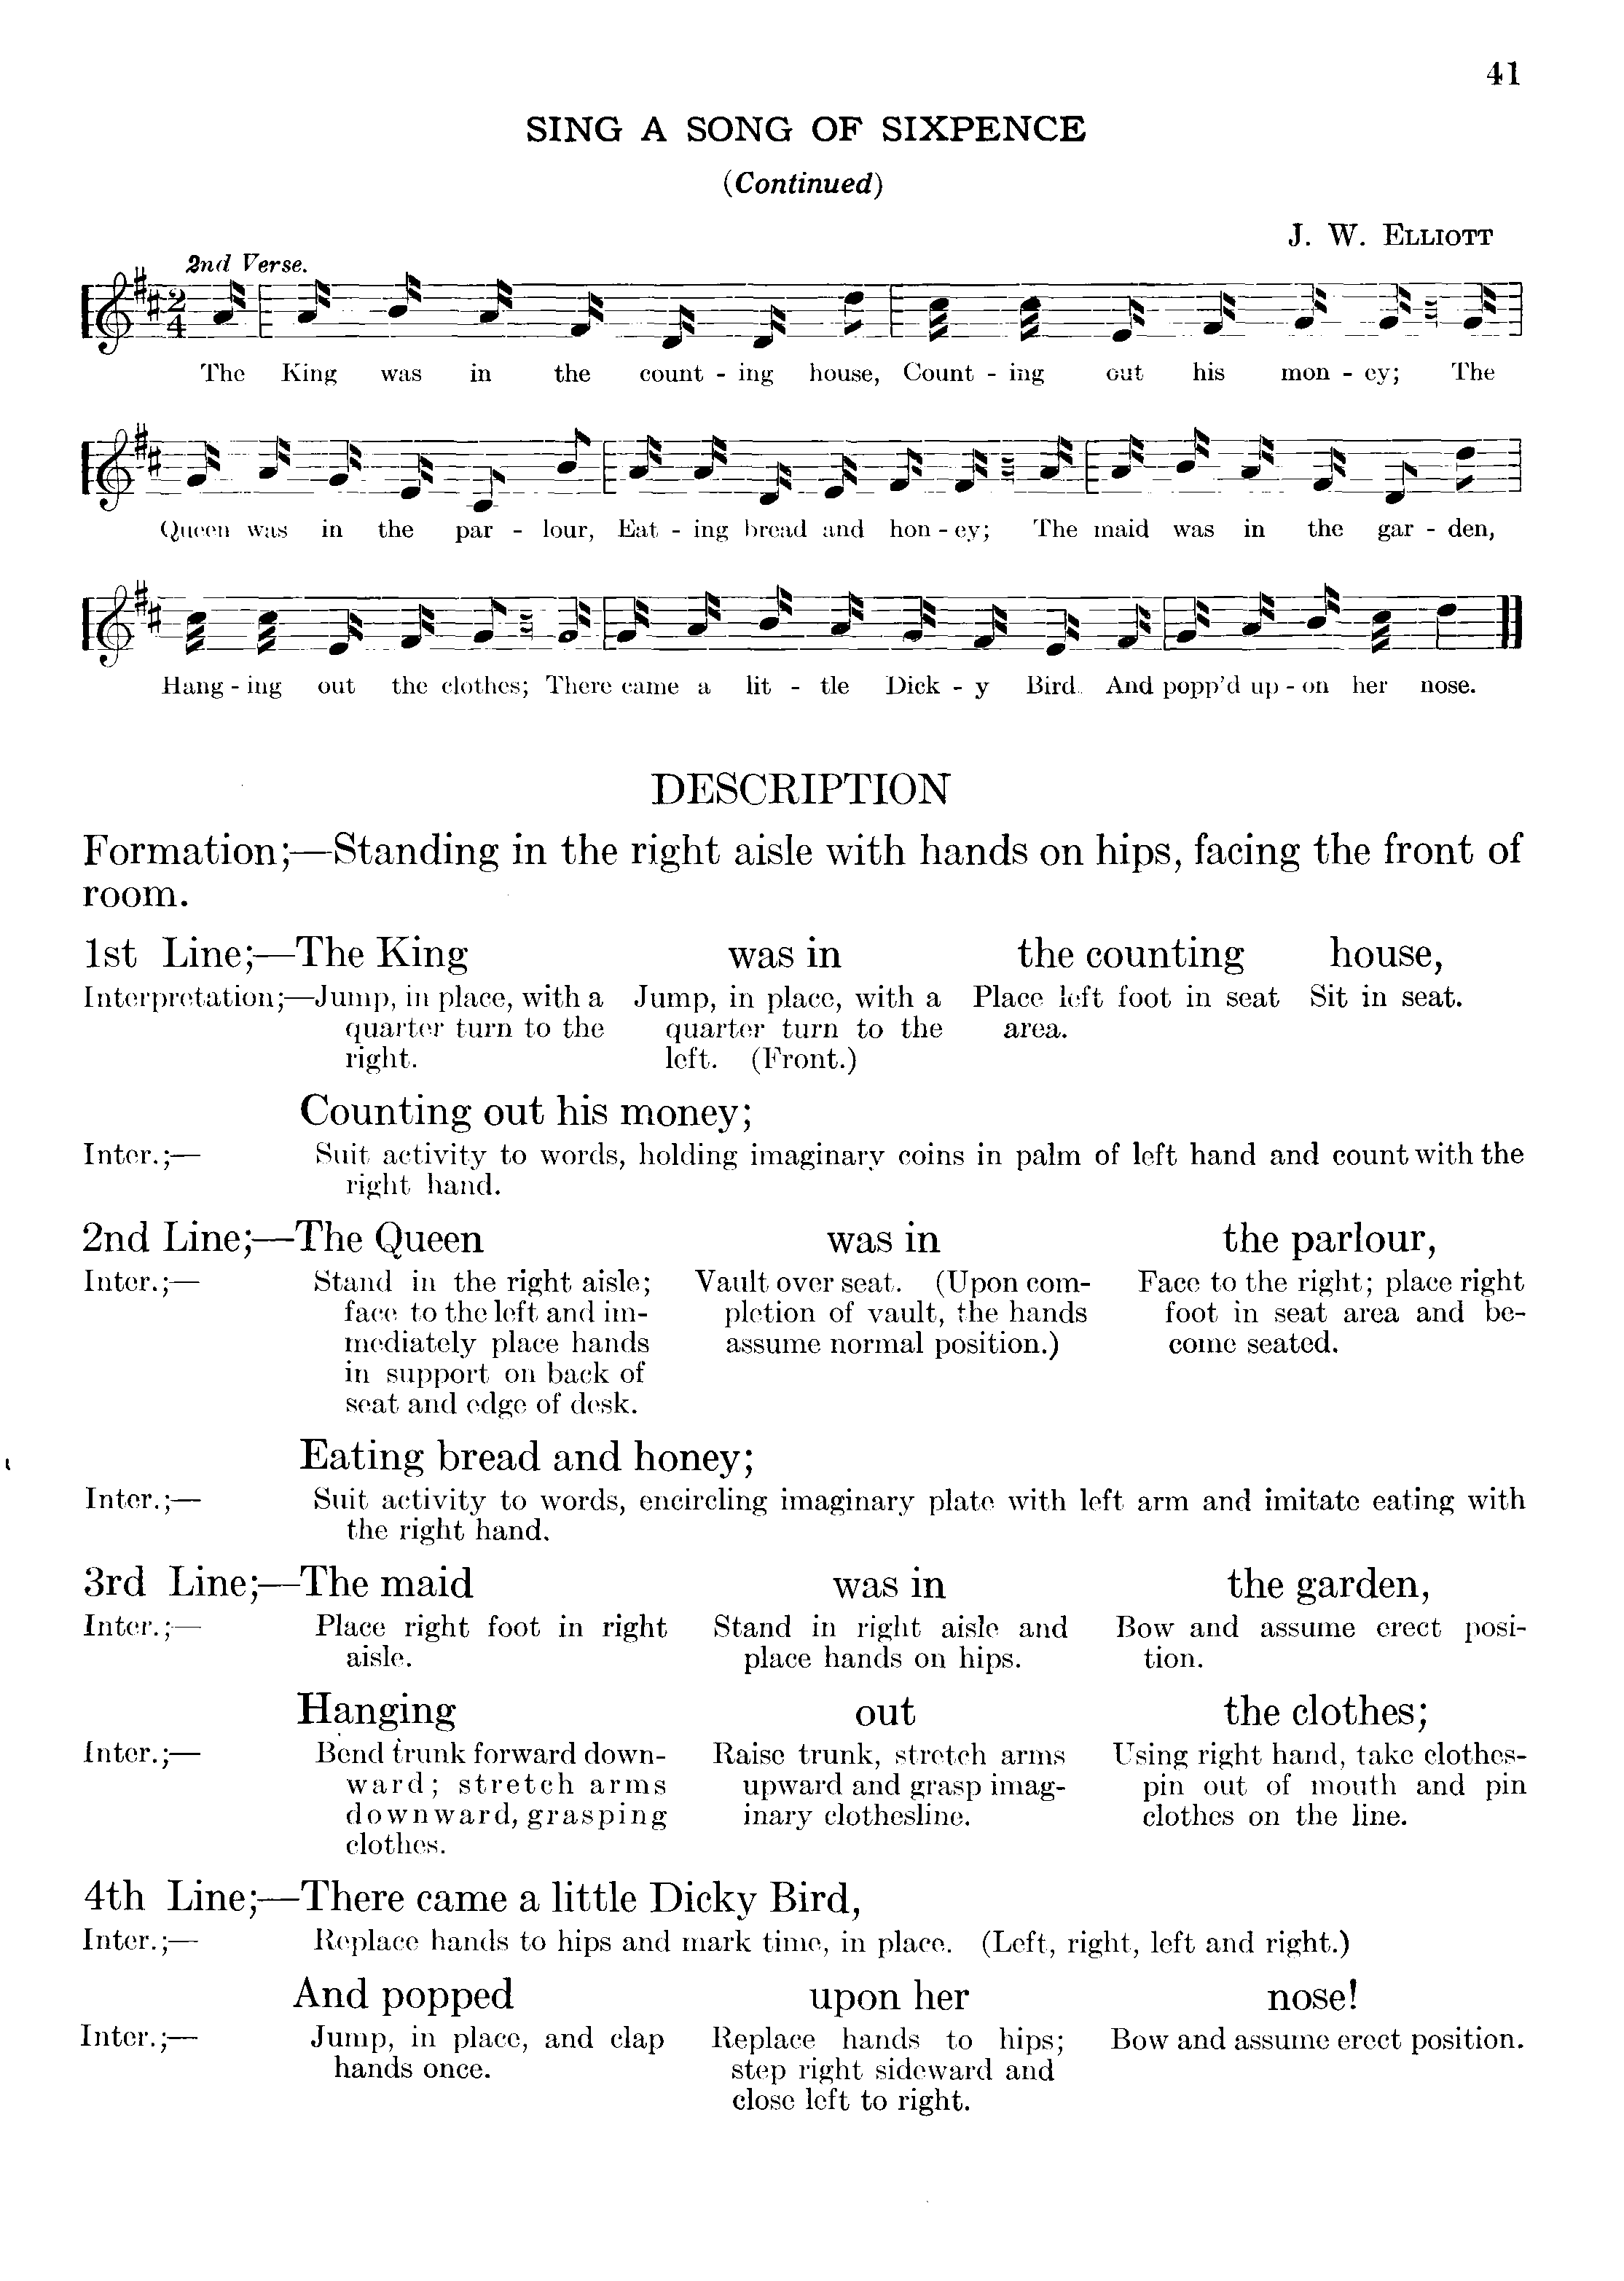 41
SING A SONG OF SIXPENCE
(Continued)
J. W. ELLIOTT
2nd Verse.
2
4
The King was in the count - ing house, Count - ing out his mon - ey; The
Queen was in the par - lour, Eat - ing bread and hon - ey; The maid was in the gar - den,
Hang - ing out the clothes; There came a lit - tle Dick - y Bird. And popp'd up - on her nose.
DESCRIPTION
Formation;—Standing in the right aisle with hands on hips, facing the front of
room.
1st Line;—The King was in the counting house,
Interpretation;—Jump, in place, with a Jump, in place, with a Place left foot in seat Sit in seat.
quarter turn to the quarter turn to the area.
right. left. (Front.)
Counting out his money;
Inter.;— Suit activity to words, holding imaginary coins in palm of left hand and count with the
right hand.
2nd Line;—The Queen was in the parlour,
Inter.;— Stand in the right aisle; Vault over seat. (Upon com- Face to the right; place right
face to the left and im- pletion of vault, the hands foot in seat area and be-
mediately place hands assume normal position.) come seated.
in support on back of
seat and edge of desk.
Eating bread and honey;
Inter.;— Suit activity to words, encircling imaginary plate with left arm and imitate eating with
the right hand.
3rd Line;—The maid was in the garden,
Inter.;— Place right foot in right Stand in right aisle and Bow and assume erect posi-
aisle. place hands on hips. tion.
Hanging out the clothes;
Inter.;— Bend trunk forward down- Raise trunk, stretch arms Using right hand, take clothes-
ward; stretch arms upward and grasp imag- pin out of mouth and pin
downward, grasping inary clothesline. clothes on the line.
clothes.
4th Line;—There came a little Dicky Bird,
Inter.;— Replace hands to hips and mark time, in place. (Left, right, left and right.)
And popped upon her nose!
Inter.;— Jump, in place, and clap Replace hands to hips; Bow and assume erect position.
hands once. step right sideward and
close left to right.